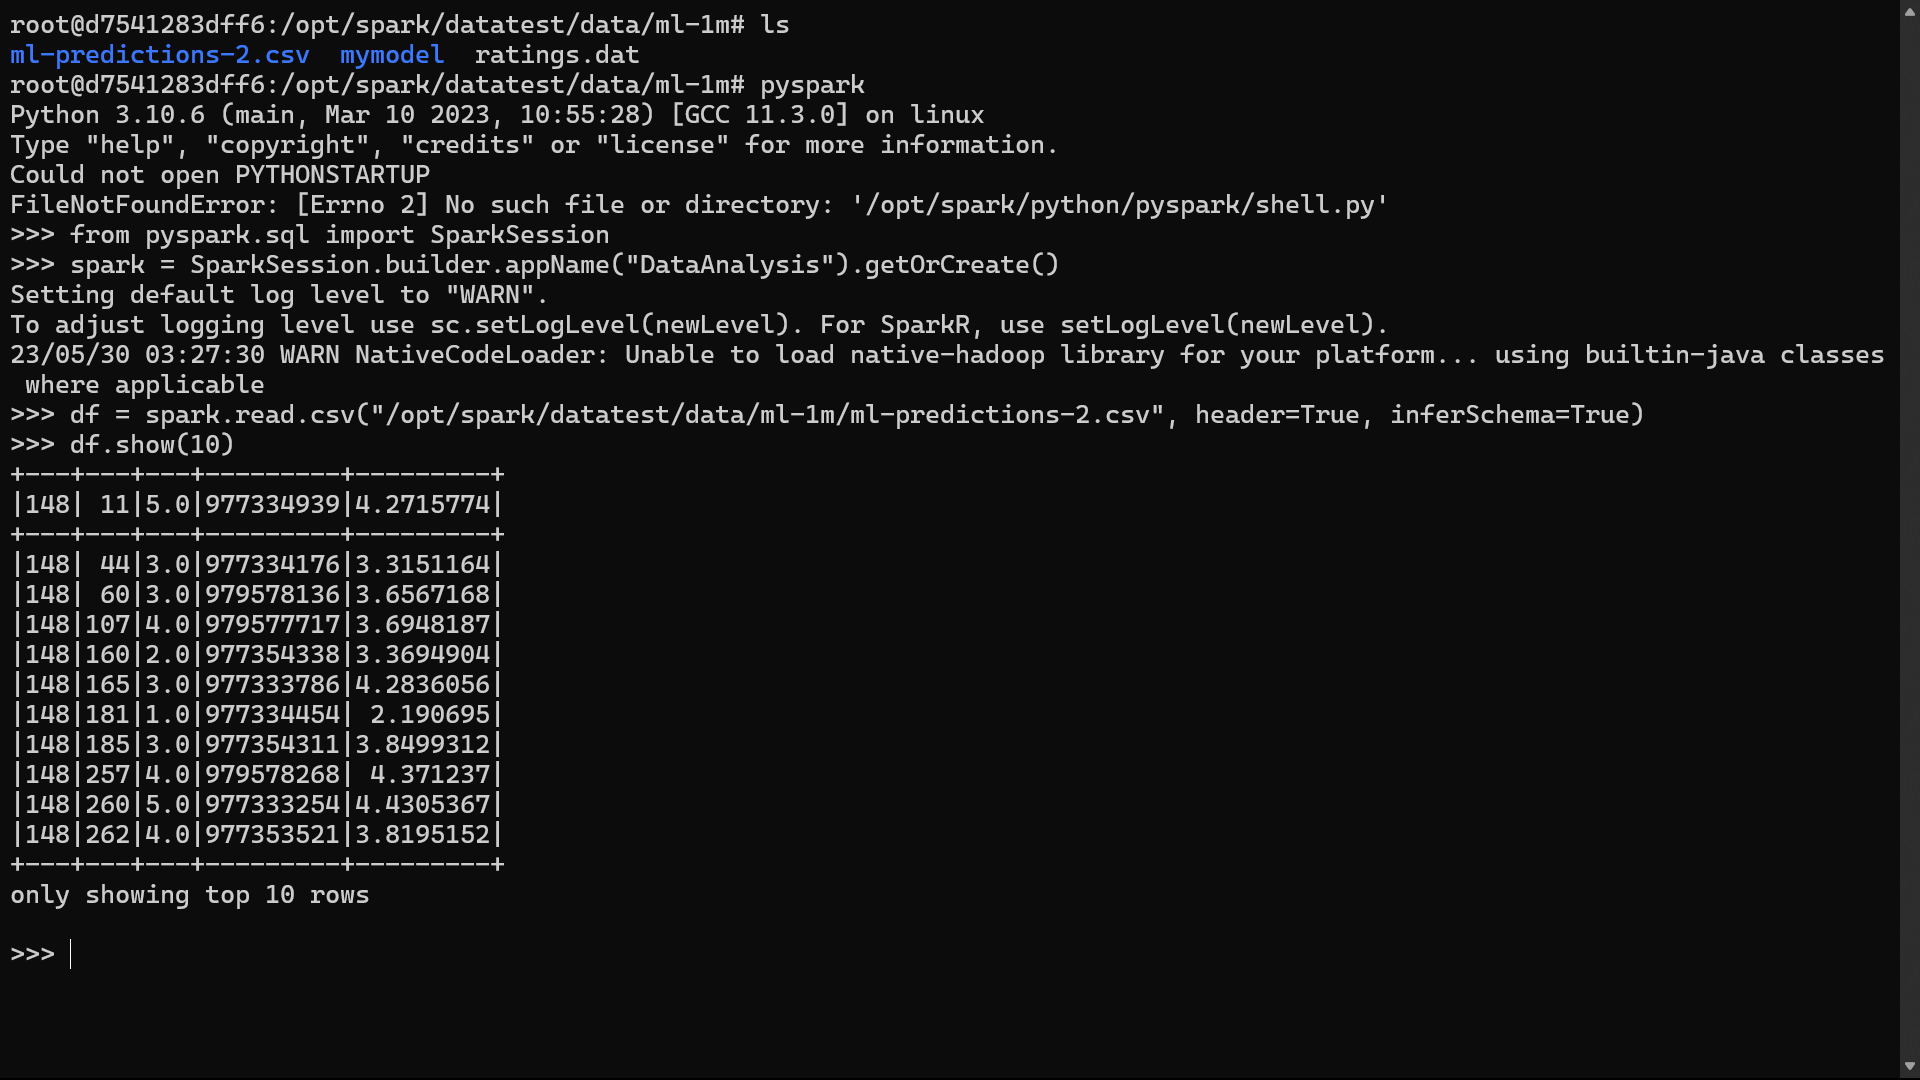 root@d7541283dff6:/opt/spark/datatest/data/ml-1m# ls
ml-predictions-2.csv  mymodel  ratings.dat
root@d7541283dff6:/opt/spark/datatest/data/ml-1m# pyspark
Python 3.10.6 (main, Mar 10 2023, 10:55:28) [GCC 11.3.0] on linux
Type "help", "copyright", "credits" or "license" for more information.
Could not open PYTHONSTARTUP
FileNotFoundError: [Errno 2] No such file or directory: '/opt/spark/python/pyspark/shell.py'
>>> from pyspark.sql import SparkSession
>>> spark = SparkSession.builder.appName("DataAnalysis").getOrCreate()
Setting default log level to "WARN".
To adjust logging level use sc.setLogLevel(newLevel). For SparkR, use setLogLevel(newLevel).
23/05/30 03:27:30 WARN NativeCodeLoader: Unable to load native-hadoop library for your platform... using builtin-java classes
 where applicable
>>> df = spark.read.csv("/opt/spark/datatest/data/ml-1m/ml-predictions-2.csv", header=True, inferSchema=True)
>>> df.show(10)
+---+---+---+---------+---------+
|148| 11|5.0|977334939|4.2715774|
+---+---+---+---------+---------+
|148| 44|3.0|977334176|3.3151164|
|148| 60|3.0|979578136|3.6567168|
|148|107|4.0|979577717|3.6948187|
|148|160|2.0|977354338|3.3694904|
|148|165|3.0|977333786|4.2836056|
|148|181|1.0|977334454| 2.190695|
|148|185|3.0|977354311|3.8499312|
|148|257|4.0|979578268| 4.371237|
|148|260|5.0|977333254|4.4305367|
|148|262|4.0|977353521|3.8195152|
+---+---+---+---------+---------+
only showing top 10 rows
>>>